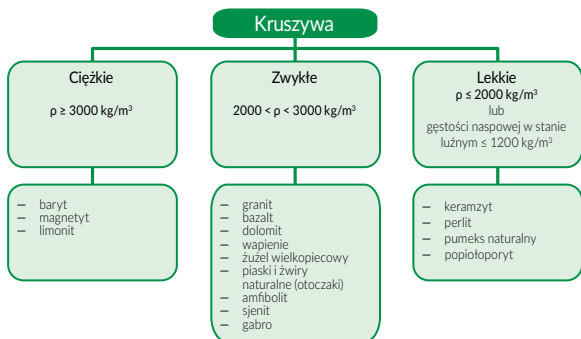 Kruszywa
Ciężkie
ρ ≥ 3000 kg/m³
Zwykłe
2000 < ρ < 3000 kg/m³
Lekkie
ρ ≤ 2000 kg/m³
lub
gęstości nasypowej w stanie
luźnym ≤ 1200 kg/m³
– baryt
– magnetyt
– limonit
– granit
– bazalt
– dolomit
– wapienie
– żużel wielkopiecowy
– piaski i żwiry
naturalne (otoczaki)
– amfibolit
– sjenit
– gabro
– keramzyt
– perlit
– pumeks naturalny
– popiołoporyt